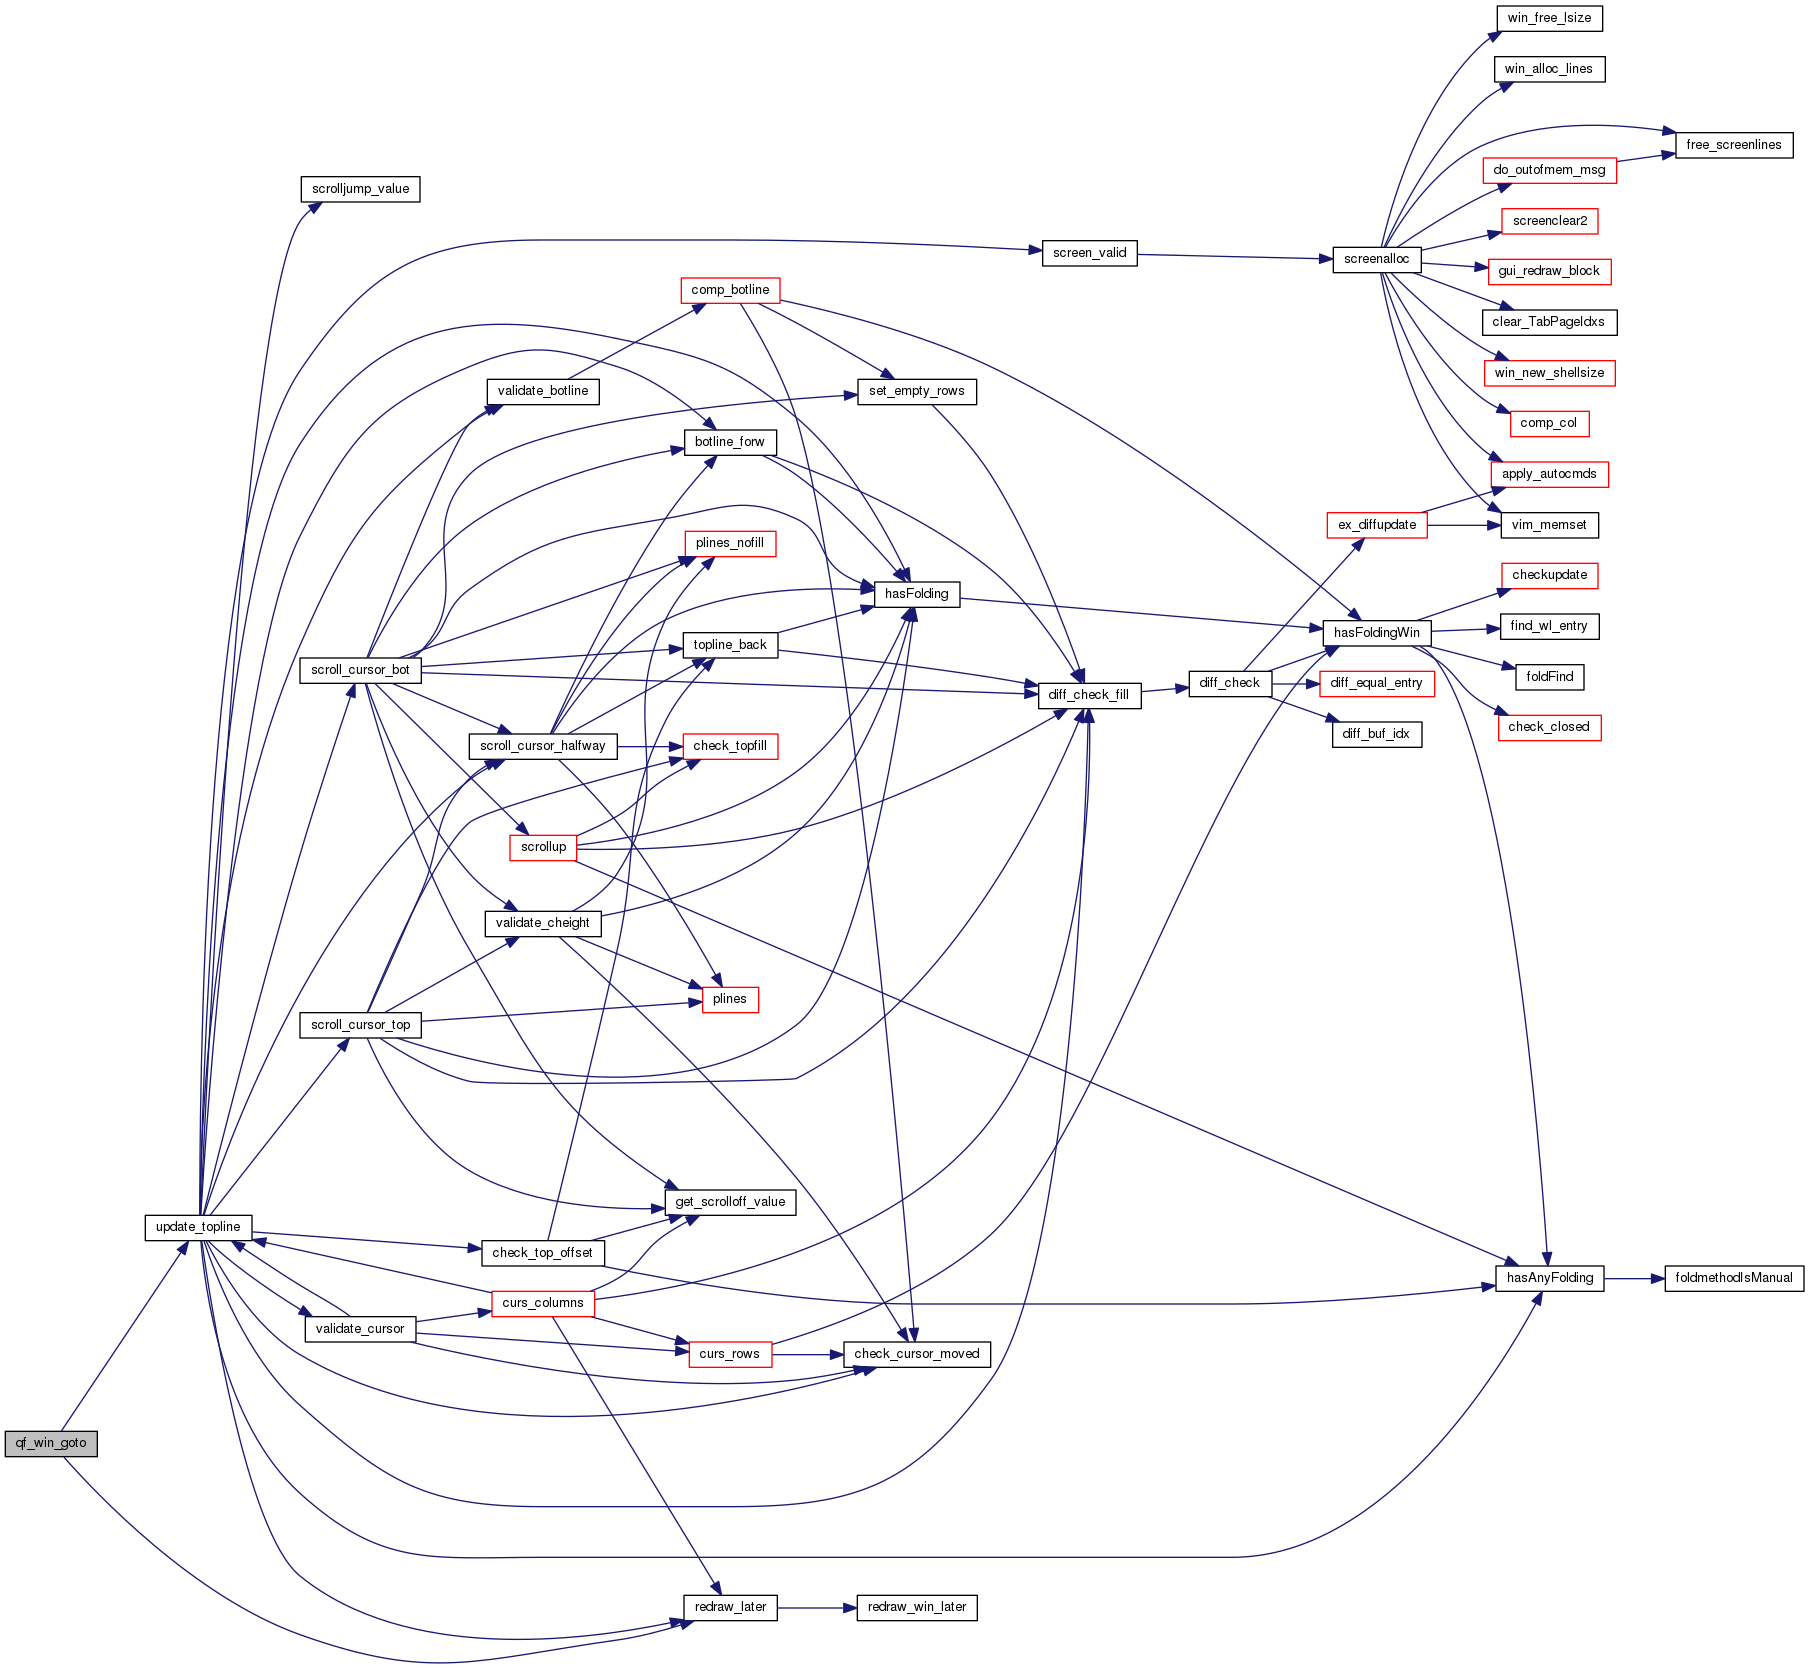 win_free_lsize
win_alloc_lines
free_screenlines
do_outofmem_msg
scrolljump_value
screenclear2
screen_valid
screenalloc
gui_redraw_block
comp_botline
clear_TabPageIdxs
win_new_shellsize
validate_botline
set_empty_rows
comp_col
botline_forw
apply_autocmds
ex_diffupdate
vim_memset
plines_nofill
checkupdate
hasFolding
find_wl_entry
hasFoldingWin
topline_back
scroll_cursor_bot
foldFind
diff_check
diff_equal_entry
diff_check_fill
check_closed
diff_buf_idx
scroll_cursor_halfway
check_topfill
scrollup
validate_cheight
plines
scroll_cursor_top
get_scrolloff_value
update_topline
check_top_offset
hasAnyFolding
foldmethodIsManual
curs_columns
validate_cursor
curs_rows
check_cursor_moved
qf_win_goto
redraw_later
redraw_win_later